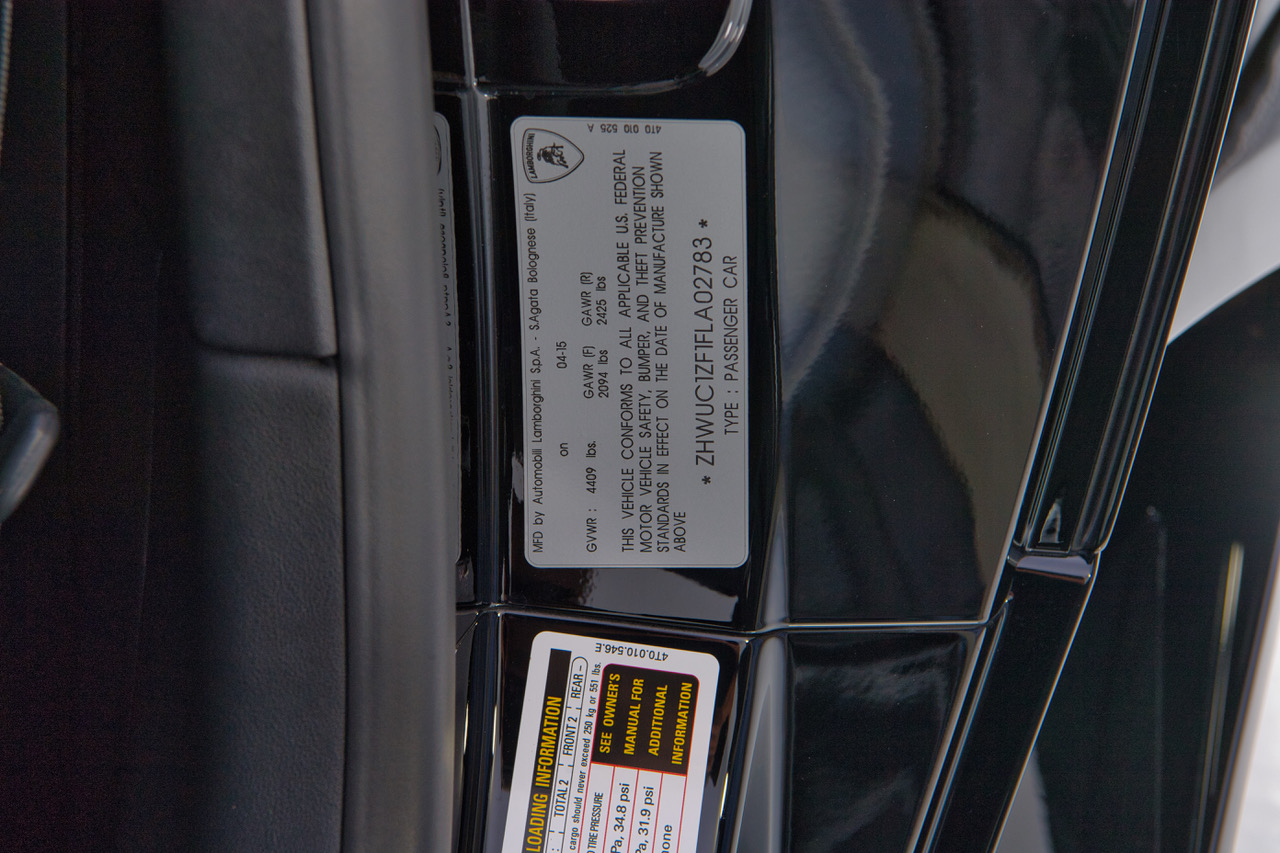 LAMBORGHINI
4T0 010 525 A
MFD by Automobili Lamborghini S.p.A. - S.Agata Bolognese (Italy)
on 04-15
GVWR : 4409 lbs. GAWR (F) GAWR (R)
2094 lbs 2425 lbs
THIS VEHICLE CONFORMS TO ALL APPLICABLE U.S. FEDERAL
MOTOR VEHICLE SAFETY, BUMPER, AND THEFT PREVENTION
STANDARDS IN EFFECT ON THE DATE OF MANUFACTURE SHOWN
ABOVE
* ZHWUC1ZF1FLA02783 *
TYPE : PASSENGER CAR
4T0.010.546.E
LOADING INFORMATION
TOTAL 2 FRONT 2 REAR -
cargo should never exceed 250 kg or 551 lbs.
TIRE PRESSURE
Pa, 34.8 psi
Pa, 31.9 psi
SEE OWNER'S
MANUAL FOR
ADDITIONAL
INFORMATION